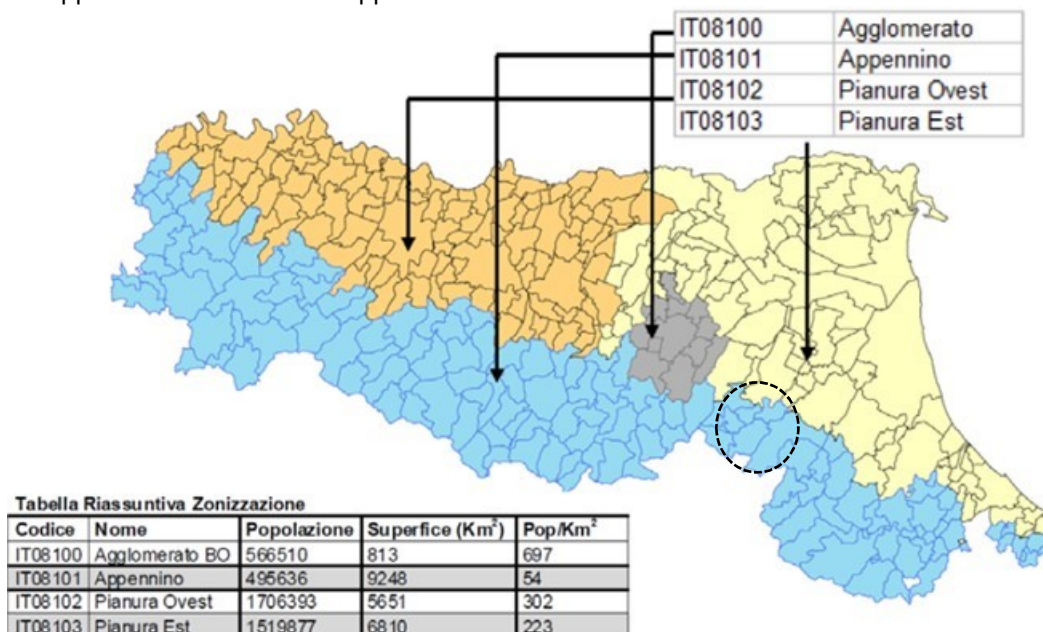 IT08100 Agglomerato
IT08101 Appennino
IT08102 Pianura Ovest
IT08103 Pianura Est
Tabella Riassuntiva Zonizzazione
Codice Nome Popolazione Superfice (Km²) Pop/Km²
IT08100 Agglomerato BO 566510 813 697
IT08101 Appennino 495636 9248 54
IT08102 Pianura Ovest 1706393 5651 302
IT08103 Pianura Est 1519877 6810 223